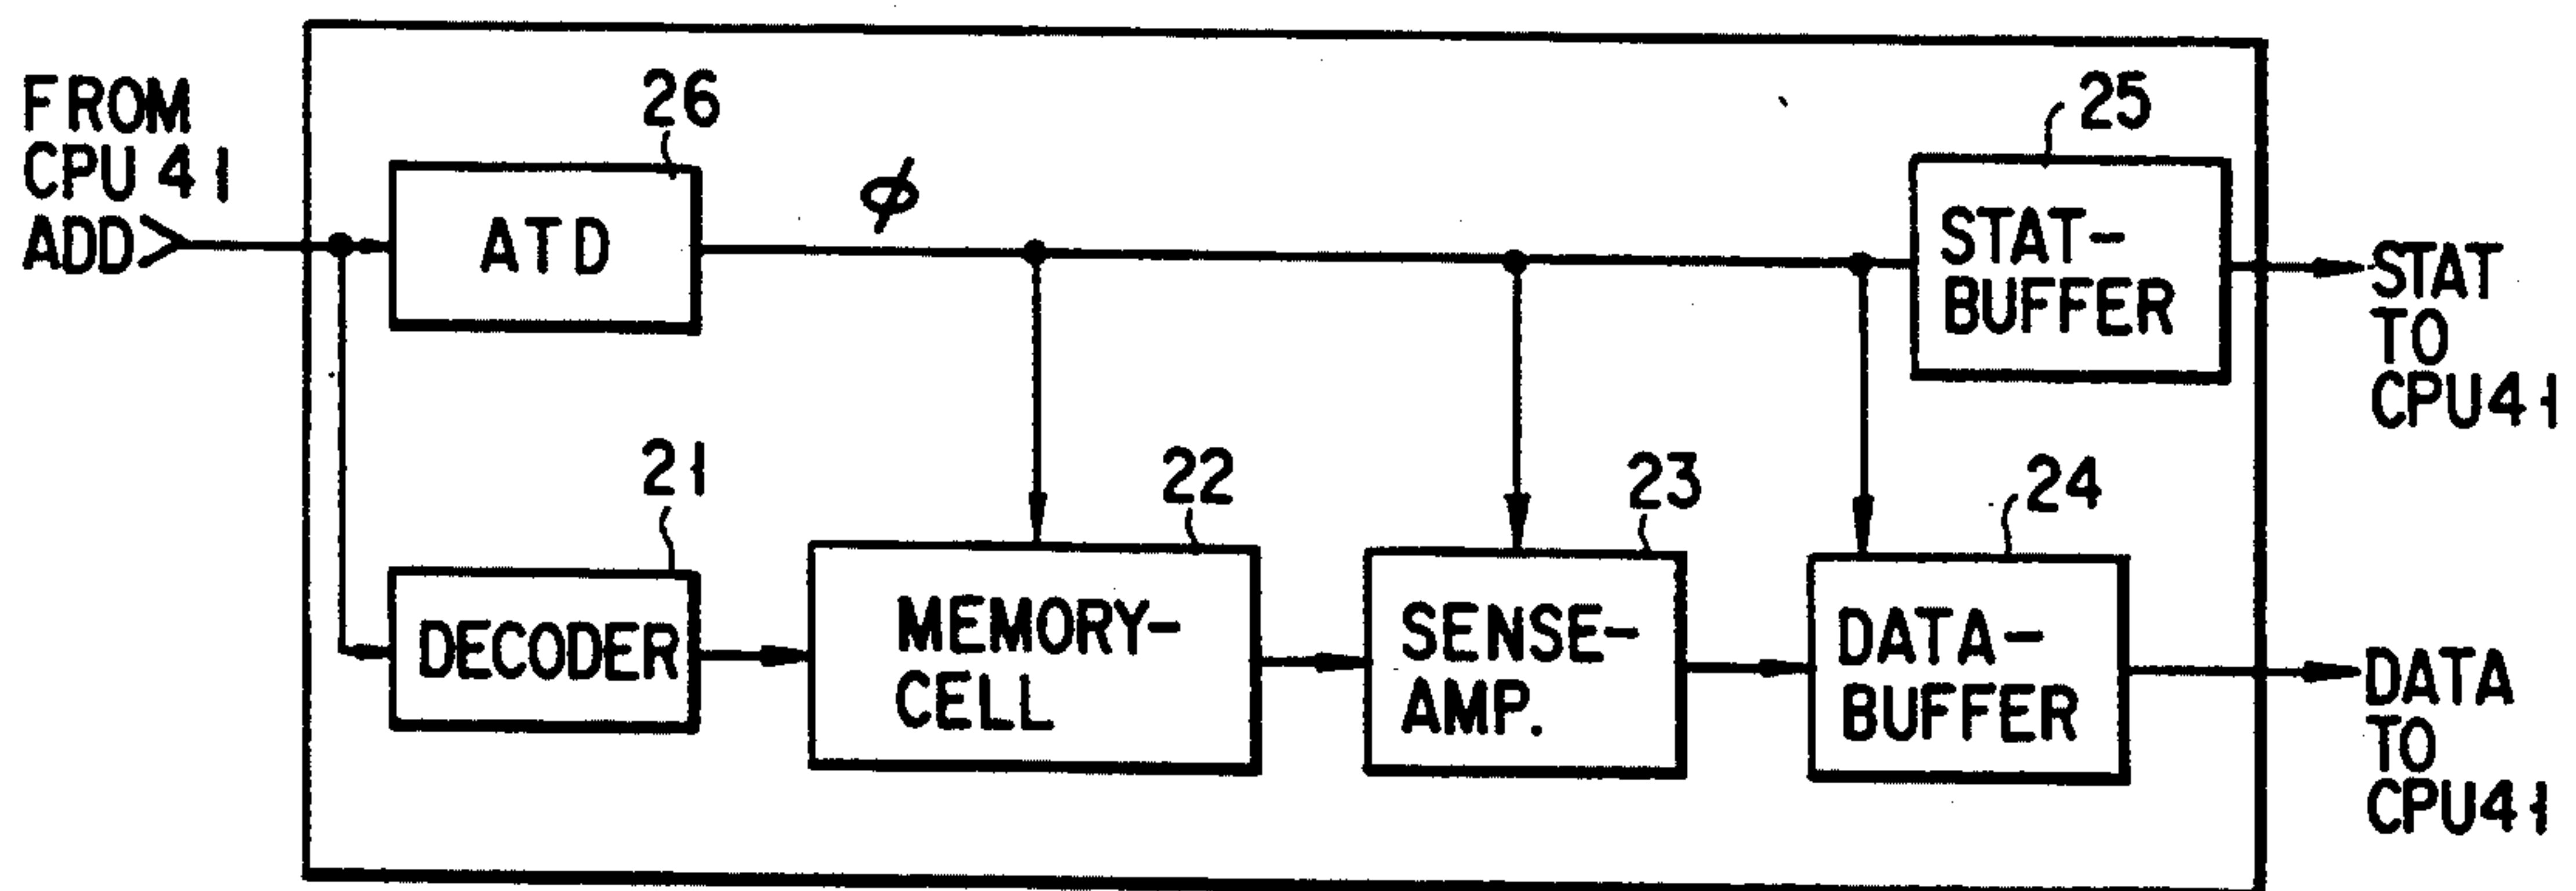 FROM
CPU 41
ADD
26
ATD
φ
25
STAT-
BUFFER
STAT
TO
CPU41
21
DECODER
22
MEMORY-
CELL
23
SENSE-
AMP.
24
DATA-
BUFFER
DATA
TO
CPU41